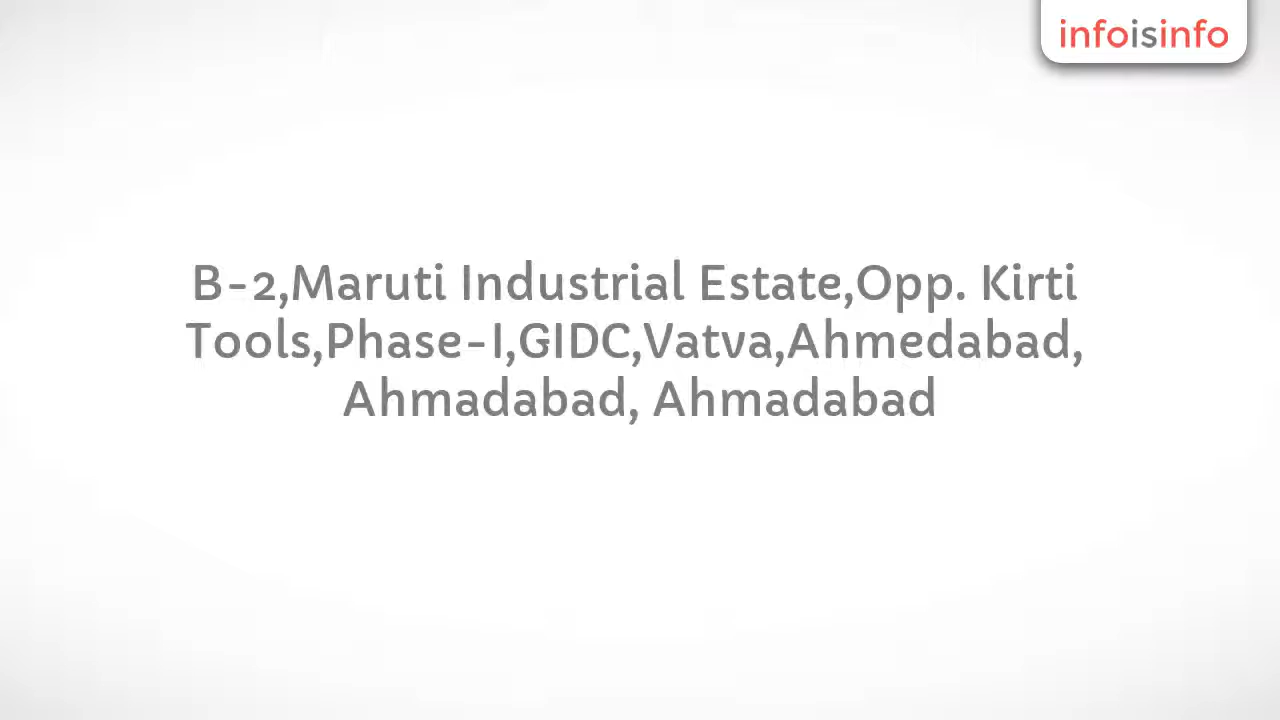 infoisinfo
B-2,Maruti Industrial Estate,Opp. Kirti
Tools,Phase-I,GIDC,Vatva,Ahmedabad,
Ahmadabad, Ahmadabad